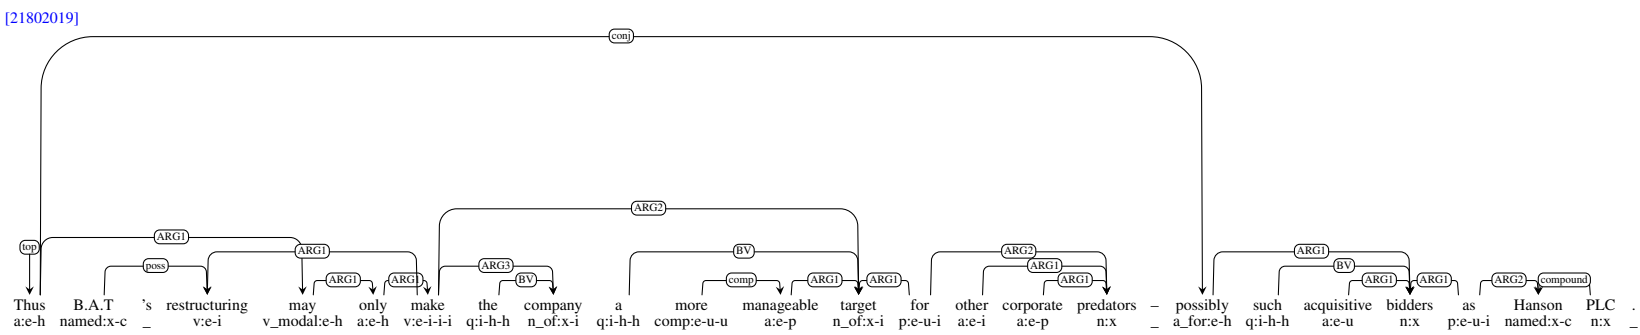 [21802019]
conj
ARG2
top ARG1 ARG1 BV ARG2 ARG1
poss ARG3 ARG1 BV
ARG1 ARG1 BV comp ARG1 ARG1 ARG1 ARG1 ARG1 ARG2 compound
Thus B.A.T 's restructuring may only make the company a more manageable target for other corporate predators – possibly such acquisitive bidders as Hanson PLC .
a:e-h named:x-c _ v:e-i v_modal:e-h a:e-h v:e-i-i-i q:i-h-h n_of:x-i q:i-h-h comp:e-u-u a:e-p n_of:x-i p:e-u-i a:e-i a:e-p n:x _ a_for:e-h q:i-h-h a:e-u n:x p:e-u-i named:x-c n:x _